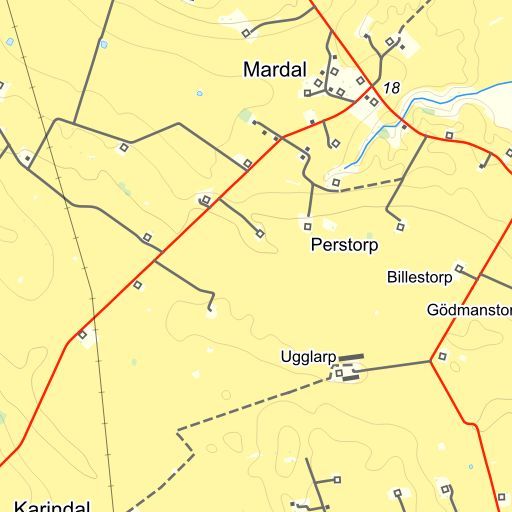 Mardal
18
Perstorp
Billestorp
Gödmanstor
Ugglarp
Karindal